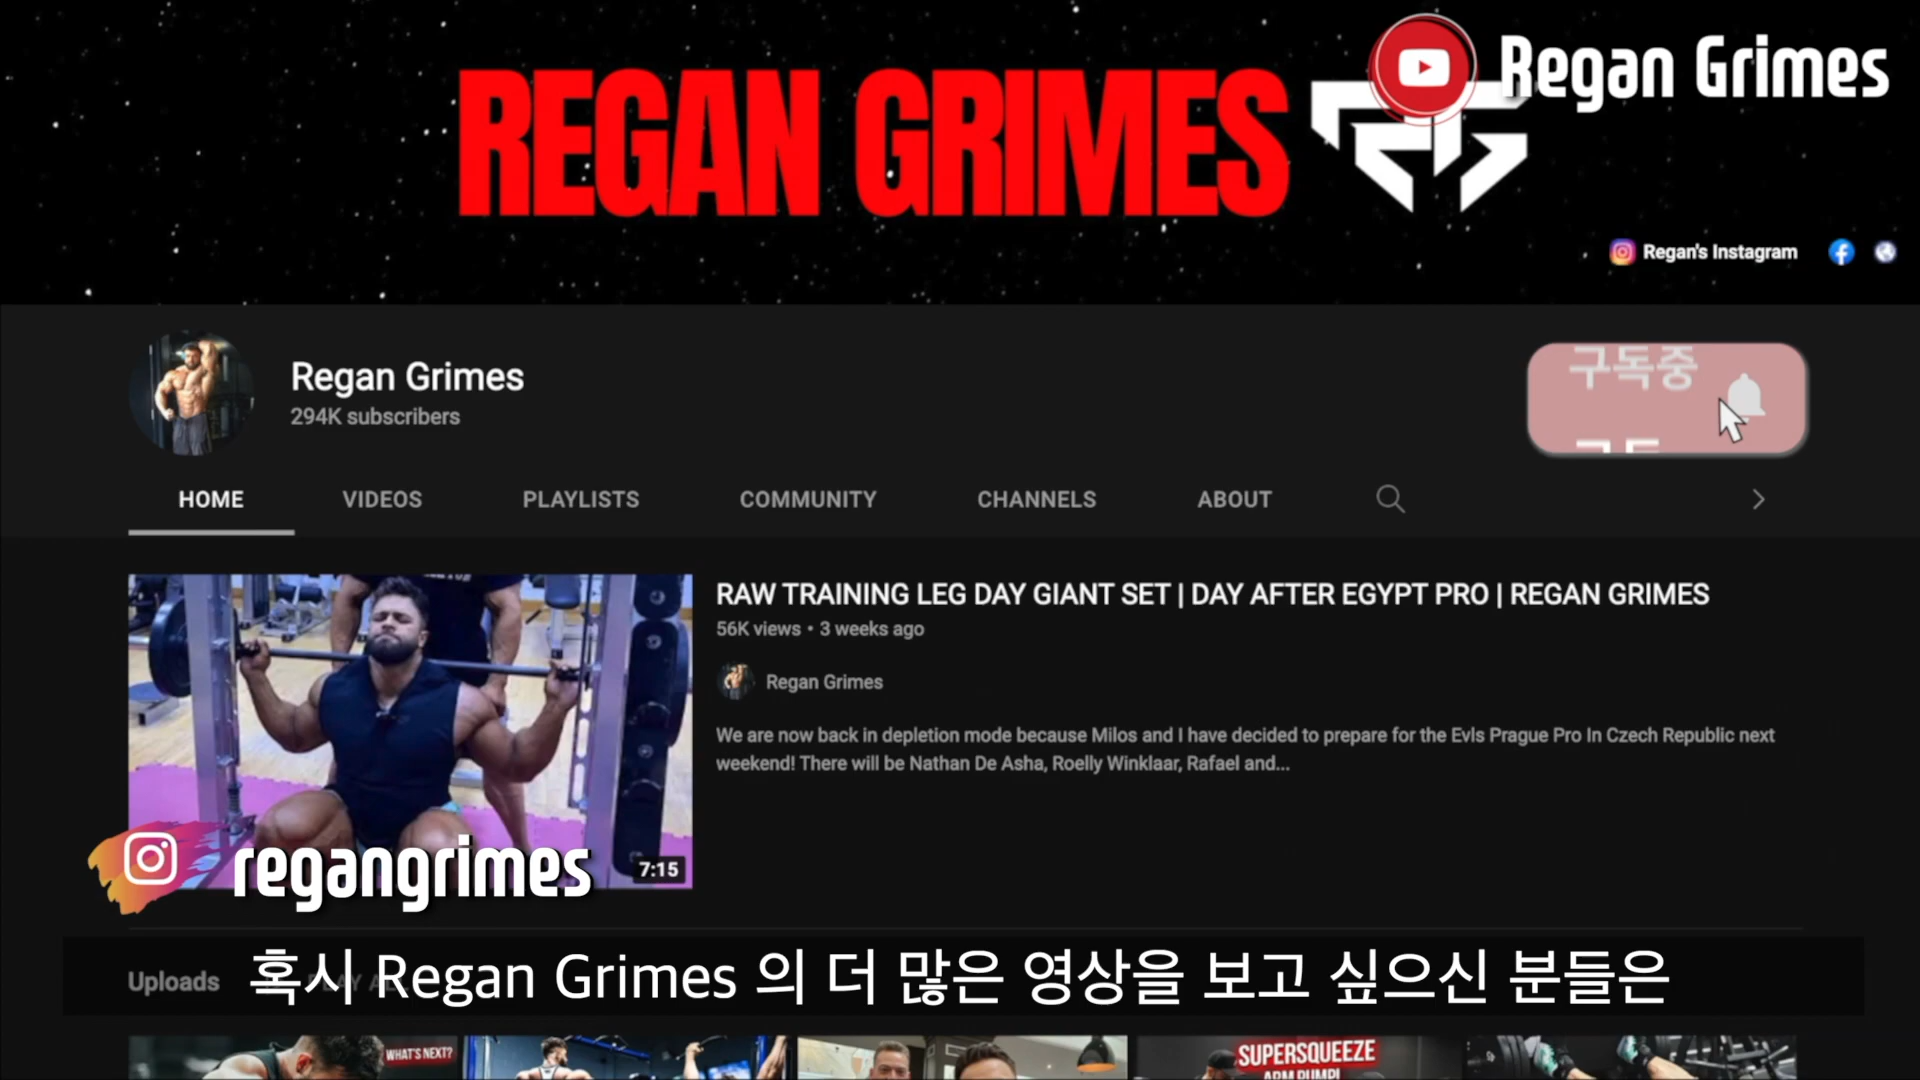 REGAN GRIMES
Regan Grimes
Regan's Instagram
Regan Grimes
294K subscribers
구독중
HOME VIDEOS PLAYLISTS COMMUNITY CHANNELS ABOUT
RAW TRAINING LEG DAY GIANT SET | DAY AFTER EGYPT PRO | REGAN GRIMES
56K views • 3 weeks ago
Regan Grimes
We are now back in depletion mode because Milos and I have decided to prepare for the Evls Prague Pro In Czech Republic next
weekend! There will be Nathan De Asha, Roelly Winklaar, Rafael and...
7:15
regangrimes
Uploads
혹시 Regan Grimes 의 더 많은 영상을 보고 싶으신 분들은
WHAT'S NEXT?
SUPERSQUEEZE
ARM PUMP!